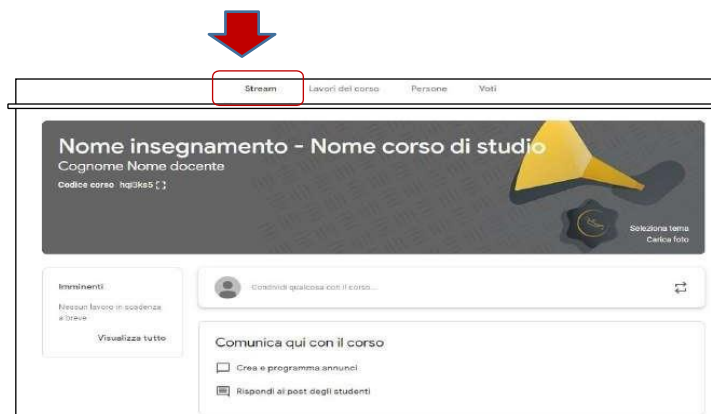 Stream Lavori del corso Persone Voti
Nome insegnamento - Nome corso di studio
Cognome Nome docente
Codice corso hql3ks5
Seleziona tema
Carica foto
Imminenti
Nessun lavoro in scadenza
a breve
Visualizza tutto
Condividi qualcosa con il corso...
Comunica qui con il corso
Crea e programma annunci
Rispondi ai post degli studenti